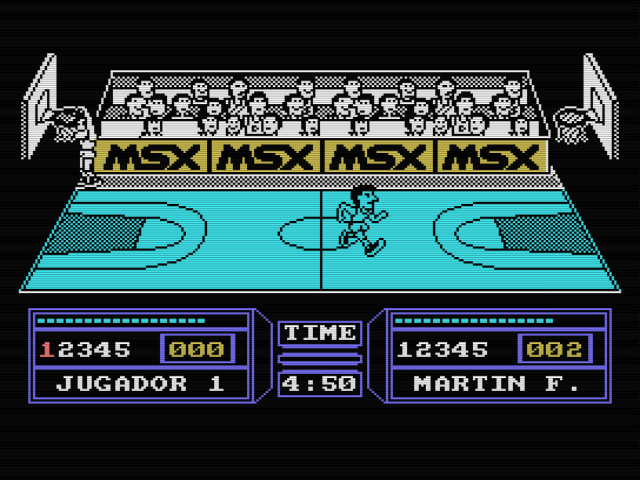 MSX MSX MSX MSX
TIME
12345 000
12345 002
JUGADOR 1
4:50
MARTIN F.